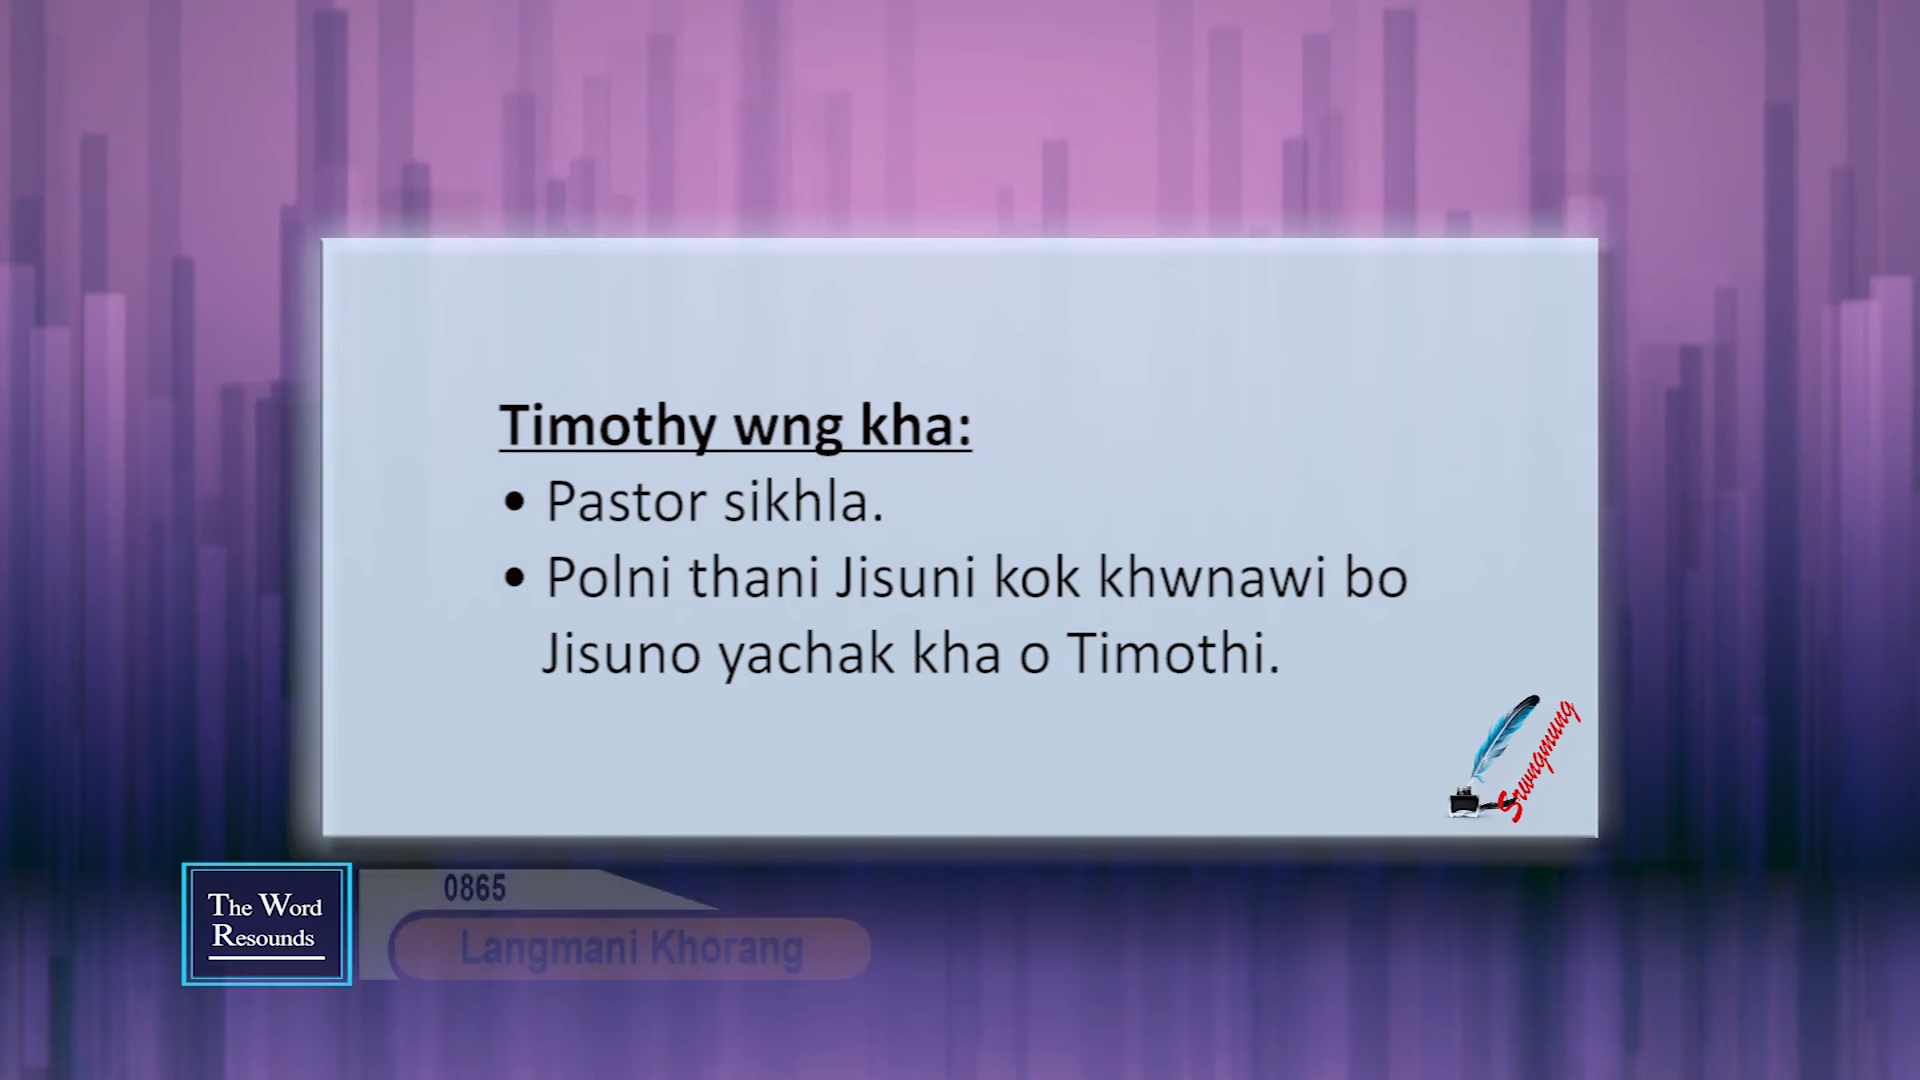 Timothy wng kha:
• Pastor sikhla.
• Polni thani Jisuni kok khwnawi bo
Jisuno yachak kha o Timothi.
Srwngmung
0865
The Word
Resounds
Langmani Khorang